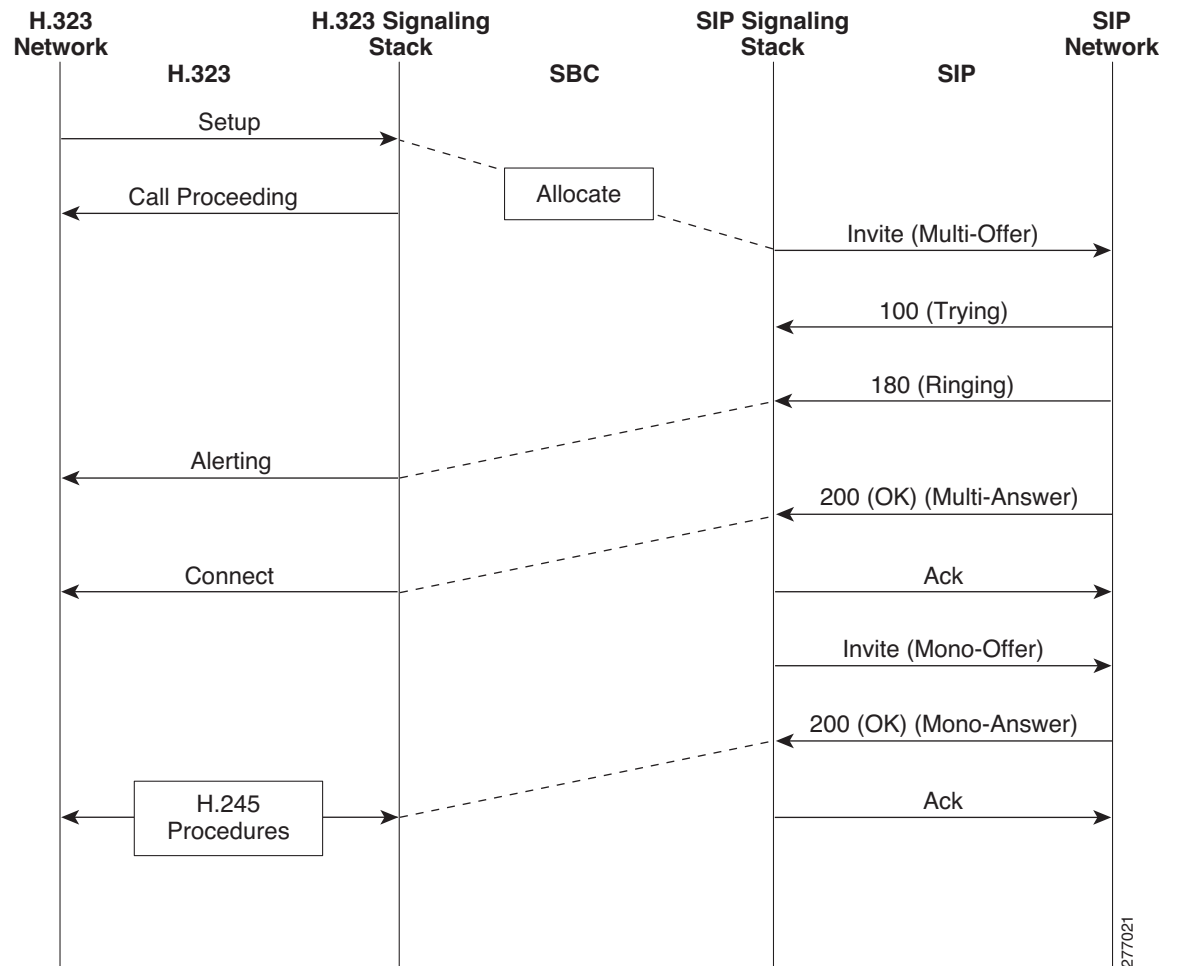 H.323
Network
H.323 Signaling
Stack
SIP Signaling
Stack
SIP
Network
H.323
SBC
SIP
Setup
Call Proceeding
Allocate
Invite (Multi-Offer)
100 (Trying)
180 (Ringing)
Alerting
200 (OK) (Multi-Answer)
Connect
Ack
Invite (Mono-Offer)
200 (OK) (Mono-Answer)
H.245
Procedures
Ack
277021